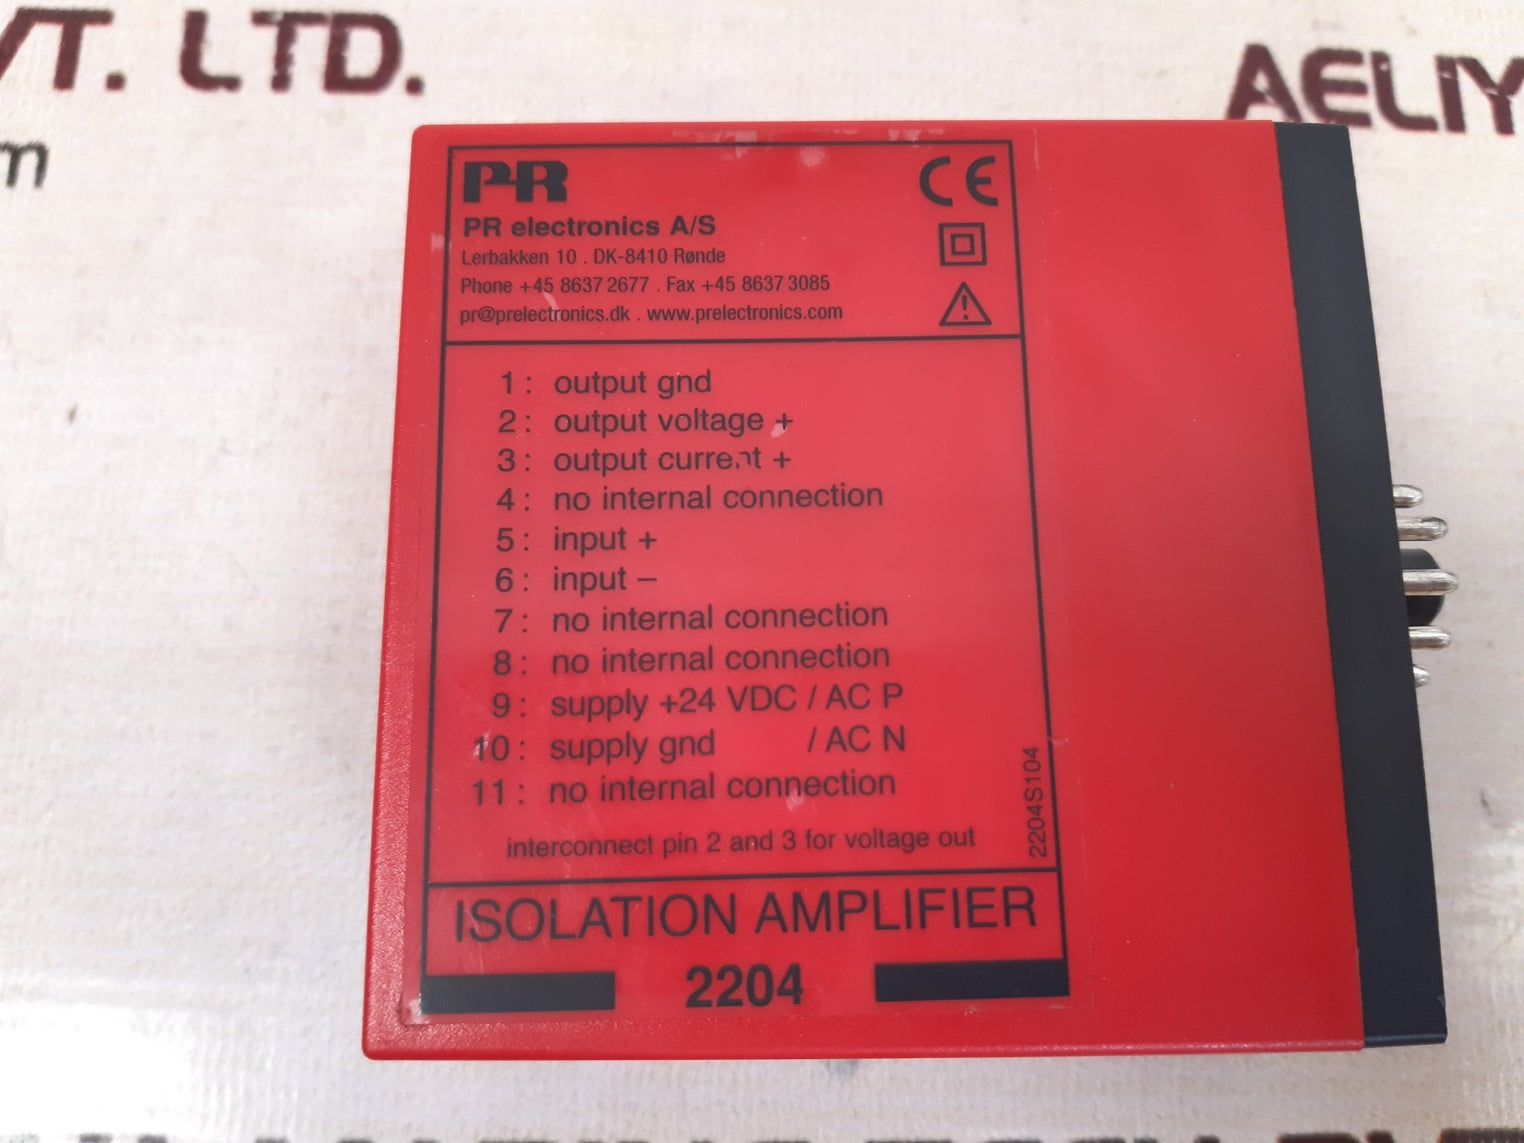 LTD.
AELIY
PR
CE
PR electronics A/S
Lerbakken 10 . DK-8410 Rønde
Phone +45 8637 2677 . Fax +45 8637 3085
pr@prelectronics.dk . www.prelectronics.com
1: output gnd
2: output voltage +
3: output current +
4: no internal connection
5: input +
6: input –
7: no internal connection
8: no internal connection
9: supply +24 VDC / AC P
10: supply gnd / AC N
11: no internal connection
interconnect pin 2 and 3 for voltage out
2204S104
ISOLATION AMPLIFIER
2204